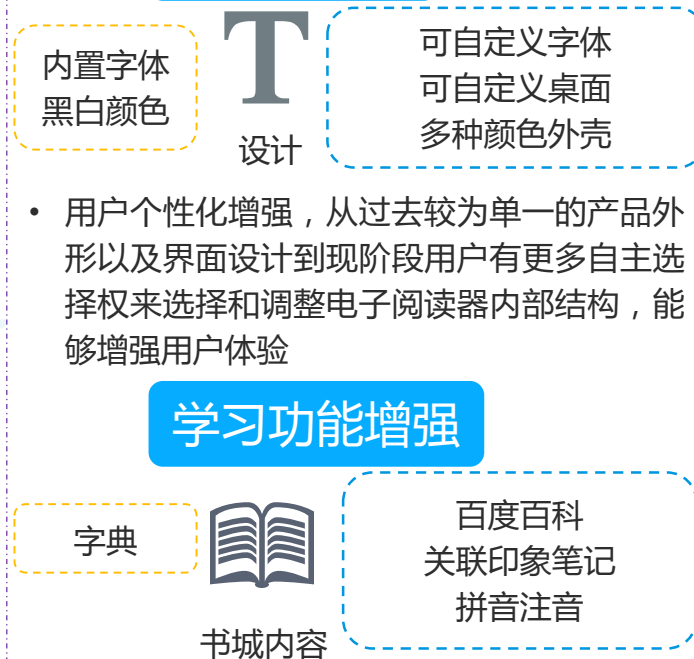 内置字体
黑白颜色
T
设计
可自定义字体
可自定义桌面
多种颜色外壳
• 用户个性化增强，从过去较为单一的产品外
形以及界面设计到现阶段用户有更多自主选
择权来选择和调整电子阅读器内部结构，能
够增强用户体验
学习功能增强
字典
书城内容
百度百科
关联印象笔记
拼音注音